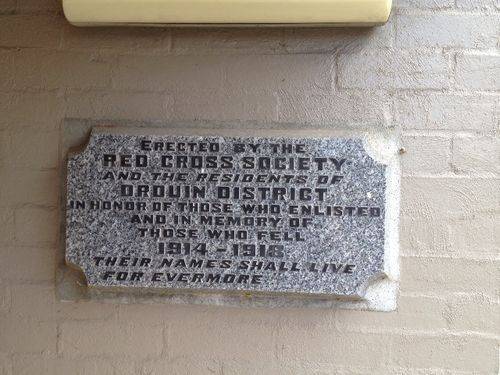 ERECTED BY THE
RED CROSS SOCIETY
AND THE RESIDENTS OF
DROUIN DISTRICT
IN HONOR OF THOSE WHO ENLISTED
AND IN MEMORY OF
THOSE WHO FELL
1914 - 1918
THEIR NAMES SHALL LIVE
FOR EVERMORE